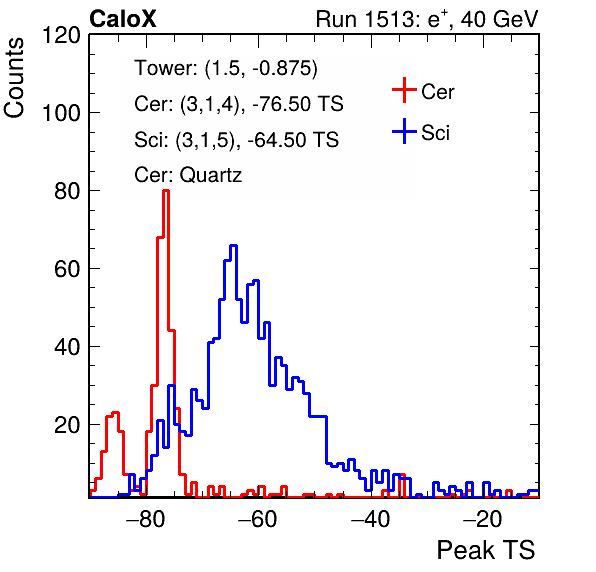 CaloX Run 1513: e⁺, 40 GeV
Counts
120
100
80
60
40
20
Tower: (1.5, -0.875)
Cer: (3,1,4), -76.50 TS
Sci: (3,1,5), -64.50 TS
Cer: Quartz
Cer
Sci
−80 −60 −40 −20
Peak TS